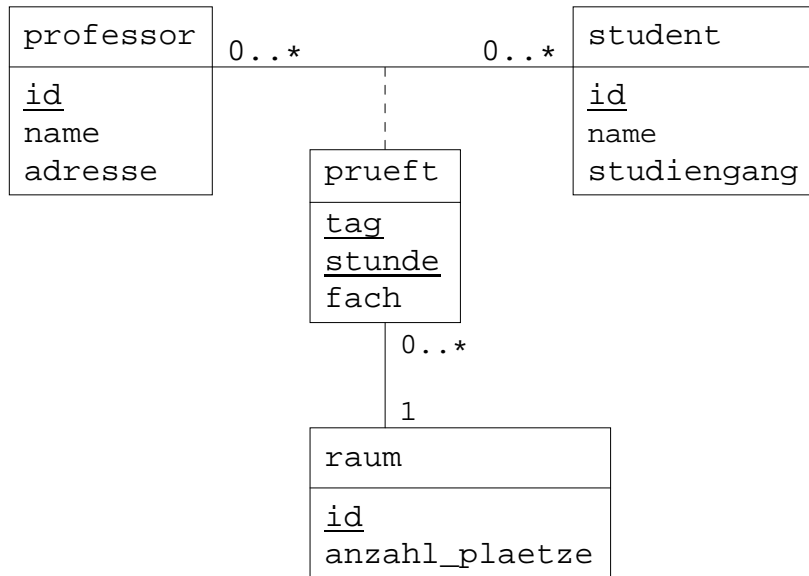 professor
id
name
adresse
0..*
0..*
student
id
name
studiengang
prueft
tag
stunde
fach
0..*
1
raum
id
anzahl_plaetze